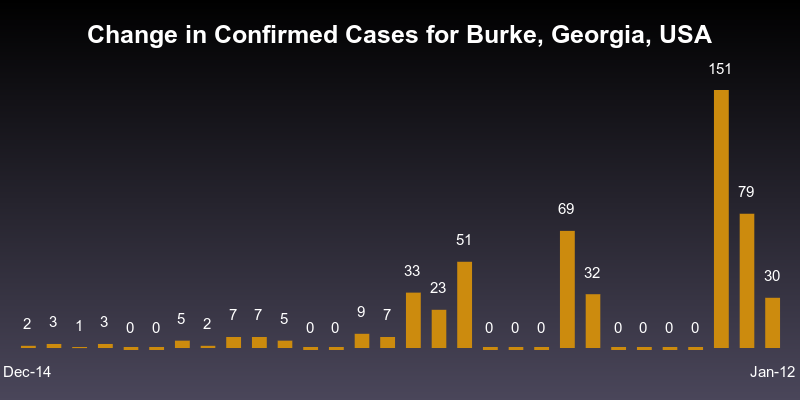 Change in Confirmed Cases for Burke, Georgia, USA
2 3 1 3 0 0 5 2 7 7 5 0 0 9 7 33 23 51 0 0 0 69 32 0 0 0 0 151 79 30
Dec-14 Jan-12